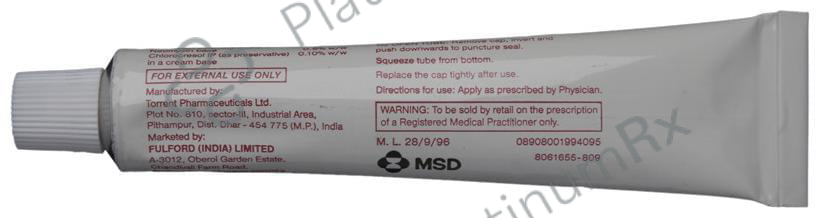 Chlorocresol IP (as preservative) 0.10% w/w
in a cream base
FOR EXTERNAL USE ONLY
Manufactured by:
Torrent Pharmaceuticals Ltd.
Plot No. 810, sector-III, Industrial Area,
Pithampur, Dist. Dhar - 454 775 (M.P.), India
Marketed by:
FULFORD (INDIA) LIMITED
A-3012, Oberoi Garden Estate,
Chandivali Farm Road,
push downwards to puncture seal.
Squeeze tube from bottom.
Replace the cap tightly after use.
Directions for use: Apply as prescribed by Physician.
WARNING: To be sold by retail on the prescription
of a Registered Medical Practitioner only.
M. L. 28/9/96 08908001994095
MSD 8061655-809
PlatinumRx